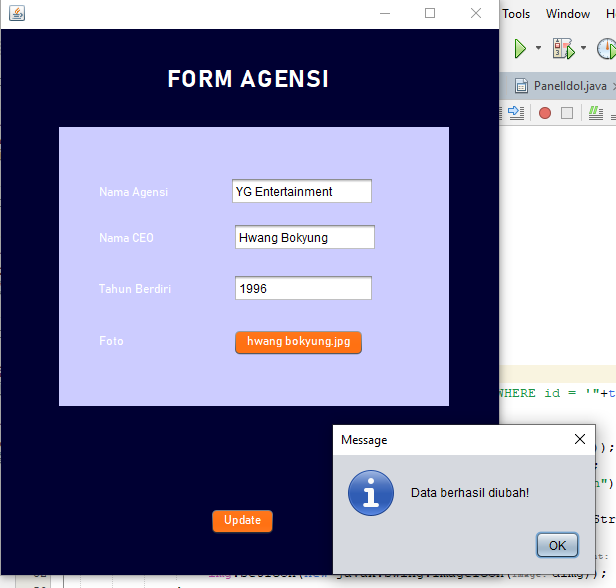 Tools Window H
PanelIdol.java
FORM AGENSI
Nama Agensi YG Entertainment
Nama CEO Hwang Bokyung
Tahun Berdiri 1996
Foto hwang bokyung.jpg
WHERE id = '"+t
Message
Data berhasil diubah!
OK
Update